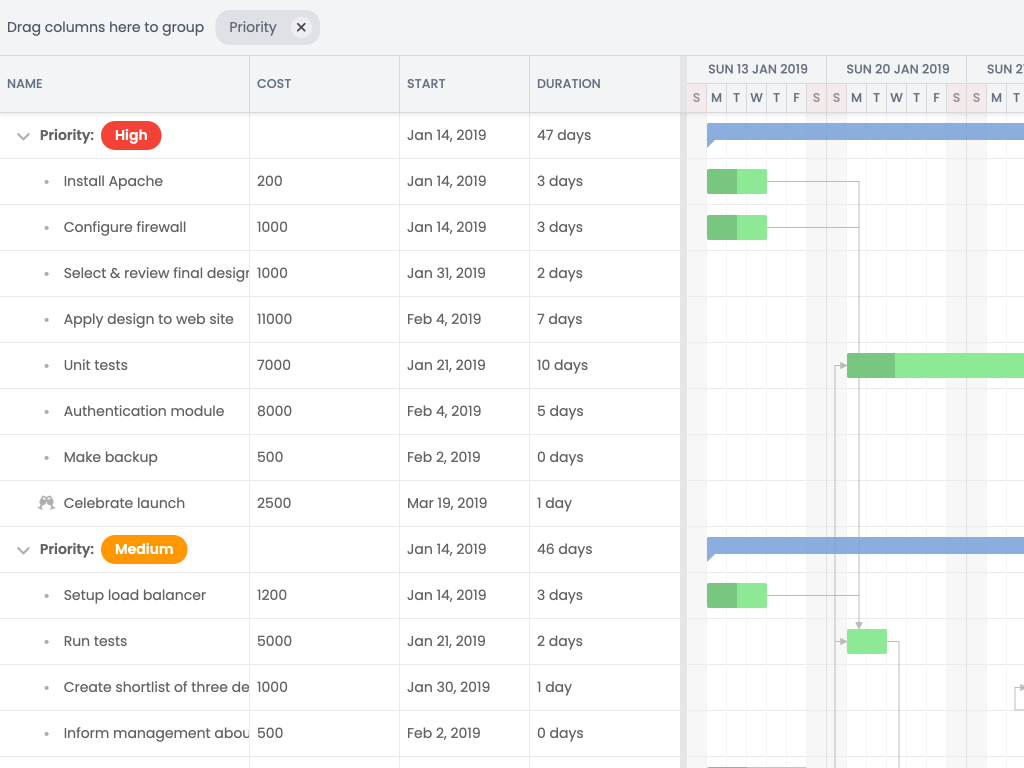 Drag columns here to group Priority
NAME COST START DURATION SUN 13 JAN 2019 SUN 20 JAN 2019 SUN 2
S M T W T F S S M T W T F S S M T
Priority: High Jan 14, 2019 47 days
Install Apache 200 Jan 14, 2019 3 days
Configure firewall 1000 Jan 14, 2019 3 days
Select & review final design 1000 Jan 31, 2019 2 days
Apply design to web site 11000 Feb 4, 2019 7 days
Unit tests 7000 Jan 21, 2019 10 days
Authentication module 8000 Feb 4, 2019 5 days
Make backup 500 Feb 2, 2019 0 days
Celebrate launch 2500 Mar 19, 2019 1 day
Priority: Medium Jan 14, 2019 46 days
Setup load balancer 1200 Jan 14, 2019 3 days
Run tests 5000 Jan 21, 2019 2 days
Create shortlist of three de 1000 Jan 30, 2019 1 day
Inform management abou 500 Feb 2, 2019 0 days